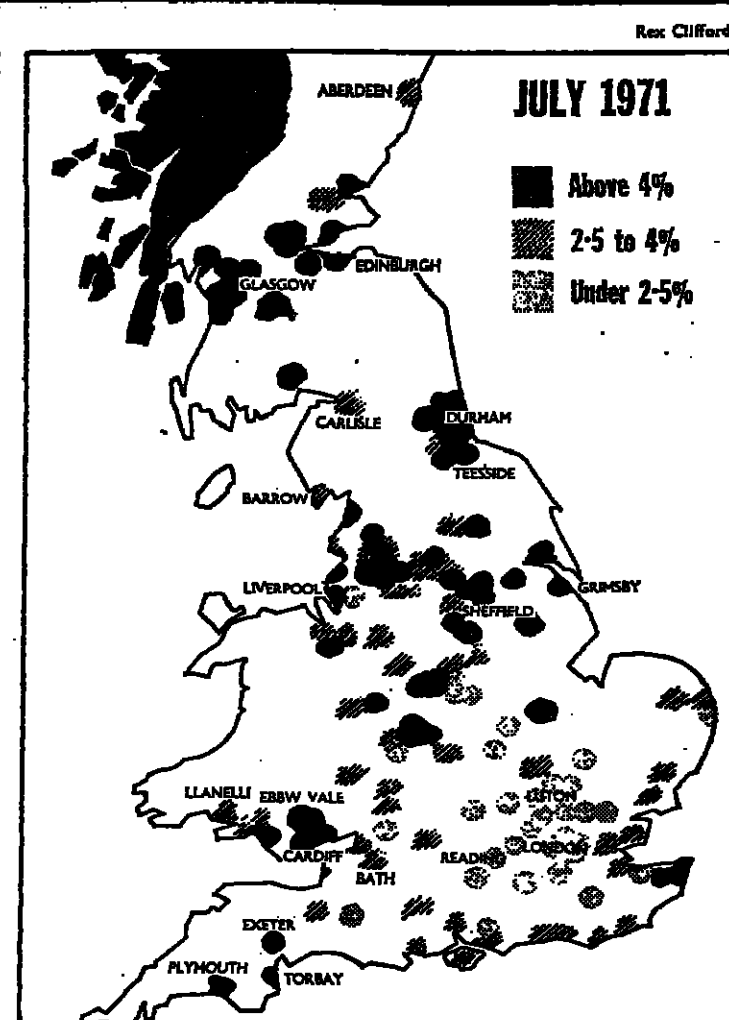 Rex Clifford
ABERDEEN
JULY 1971
Above 4%
2·5 to 4%
Under 2·5%
EDINBURGH
GLASGOW
CARLISLE
DURHAM
TEESSIDE
BARROW
LIVERPOOL
GRIMSBY
SHEFFIELD
LLANELLI
EBBW VALE
LUTON
CARDIFF
READING
LONDON
BATH
EXETER
PLYMOUTH
TORBAY